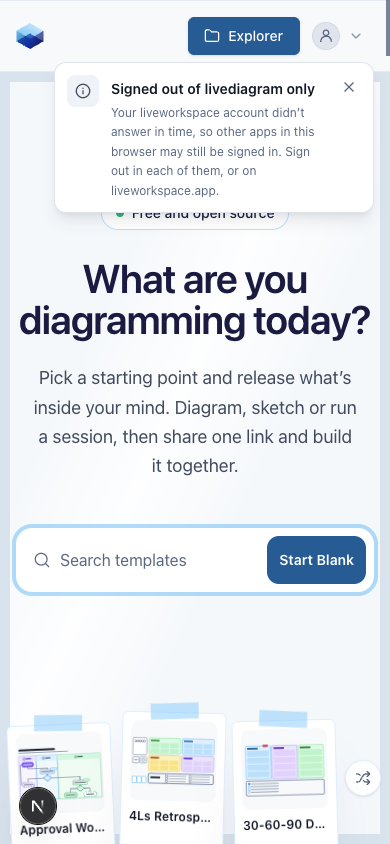 Explorer
Signed out of livediagram only
Your liveworkspace account didn’t
answer in time, so other apps in this
browser may still be signed in. Sign
out in each of them, or on
liveworkspace.app.
Free and open source
What are you
diagramming today?
Pick a starting point and release what’s
inside your mind. Diagram, sketch or run
a session, then share one link and build
it together.
Search templates
Start Blank
N
Approval Wo...
4Ls Retrosp...
30-60-90 D...